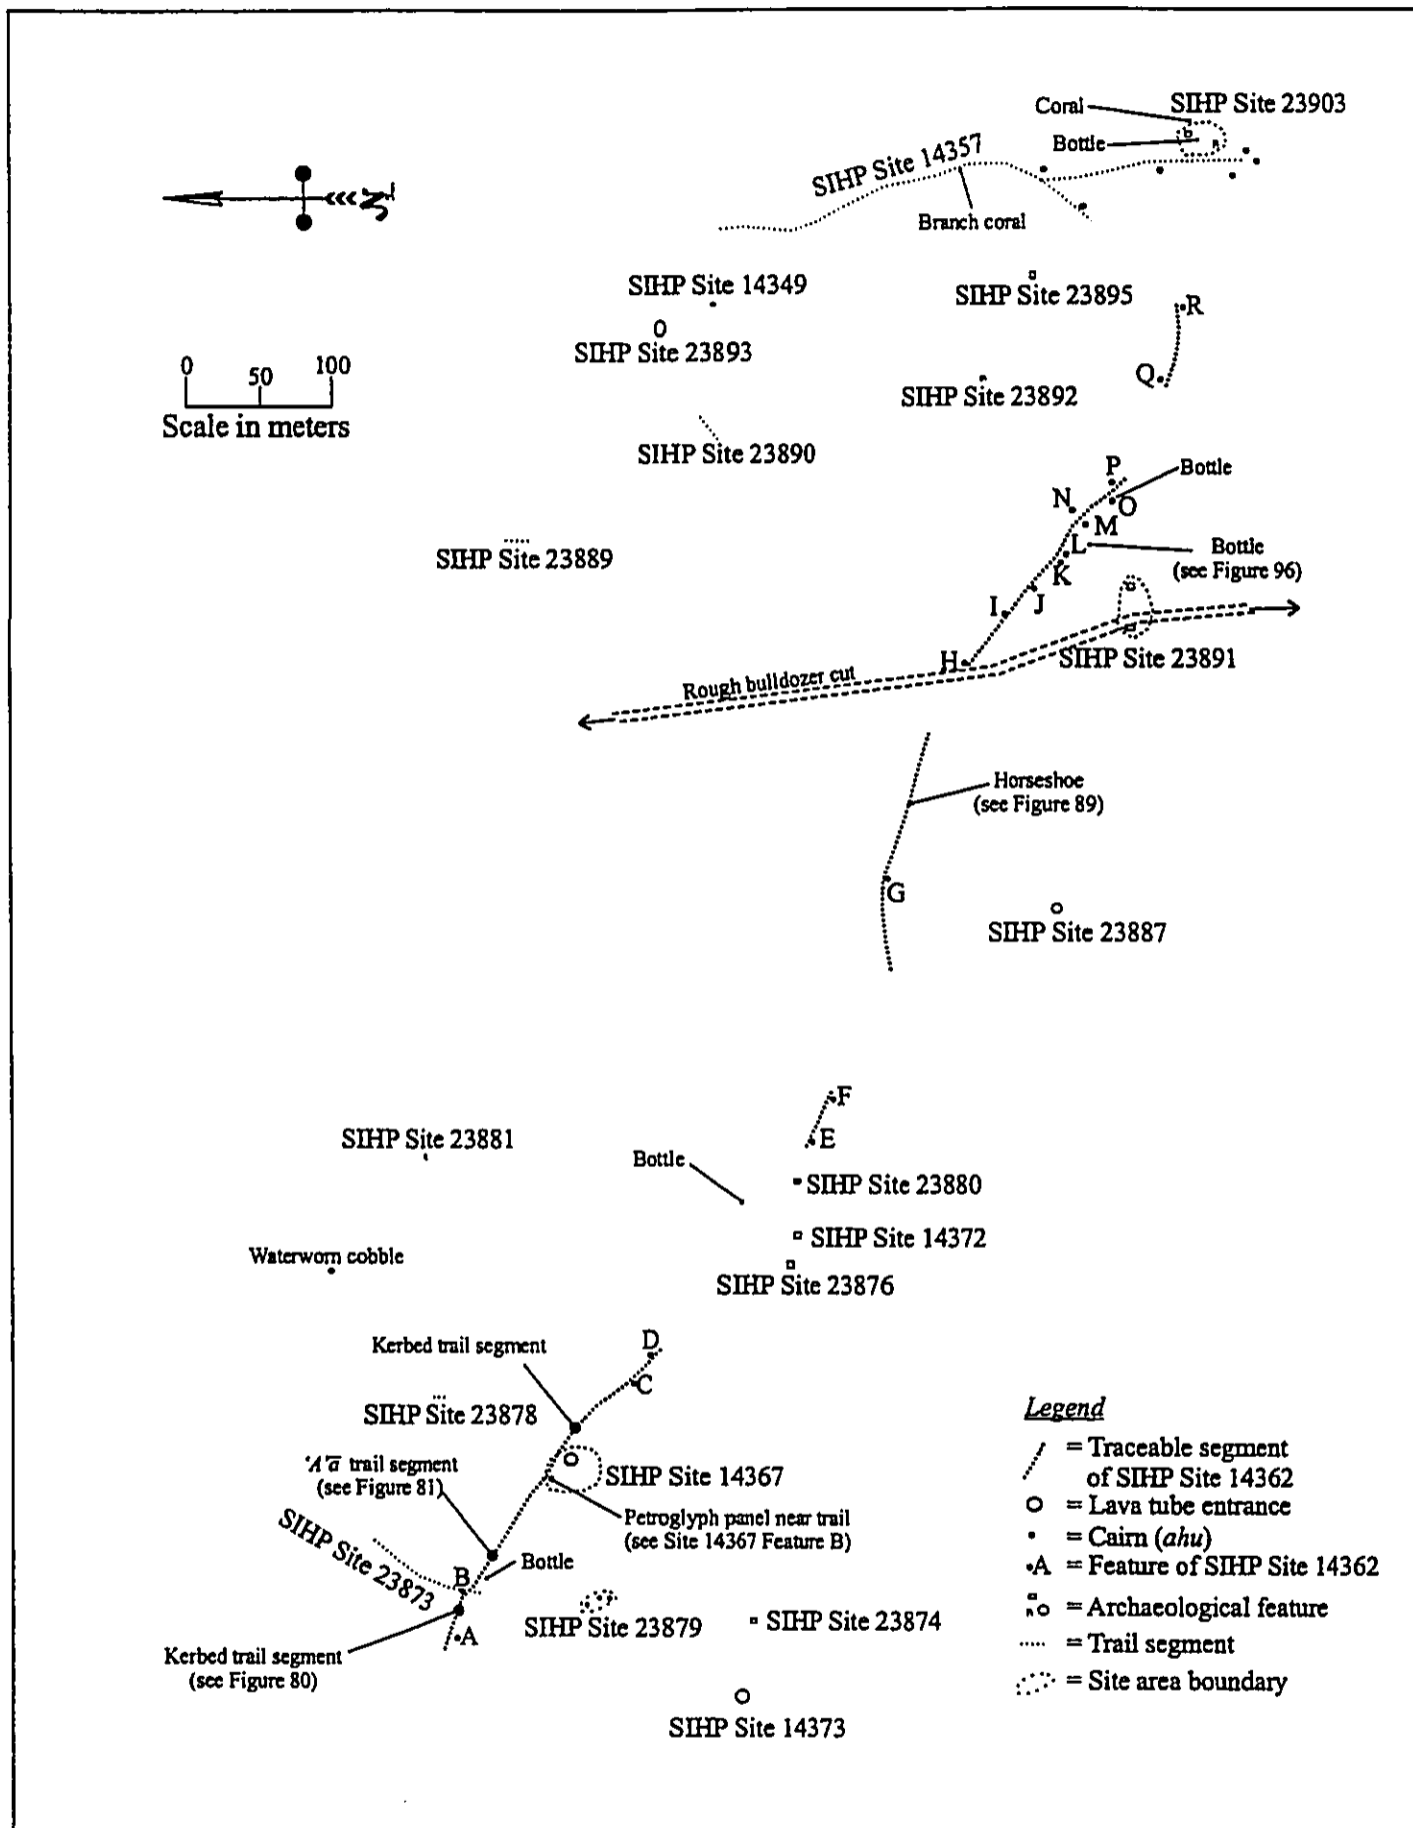 Coral
SIHP Site 23903
Bottle
SIHP Site 14357
Branch coral
N
SIHP Site 14349
SIHP Site 23895
R
SIHP Site 23893
0 50 100
Scale in meters
Q
SIHP Site 23892
SIHP Site 23890
P
Bottle
N
O
M
SIHP Site 23889
L
Bottle
(see Figure 96)
K
J
I
H
SIHP Site 23891
Rough bulldozer cut
Horseshoe
(see Figure 89)
G
SIHP Site 23887
F
E
SIHP Site 23881
Bottle
SIHP Site 23880
SIHP Site 14372
Waterworn cobble
SIHP Site 23876
Kerbed trail segment
D
C
SIHP Site 23878
'A'ā trail segment
(see Figure 81)
SIHP Site 14367
Petroglyph panel near trail
(see Site 14367 Feature B)
SIHP Site 23873
B
Bottle
SIHP Site 23879
SIHP Site 23874
A
Kerbed trail segment
(see Figure 80)
SIHP Site 14373
Legend
= Traceable segment
of SIHP Site 14362
= Lava tube entrance
= Cairn (ahu)
A = Feature of SIHP Site 14362
= Archaeological feature
= Trail segment
= Site area boundary